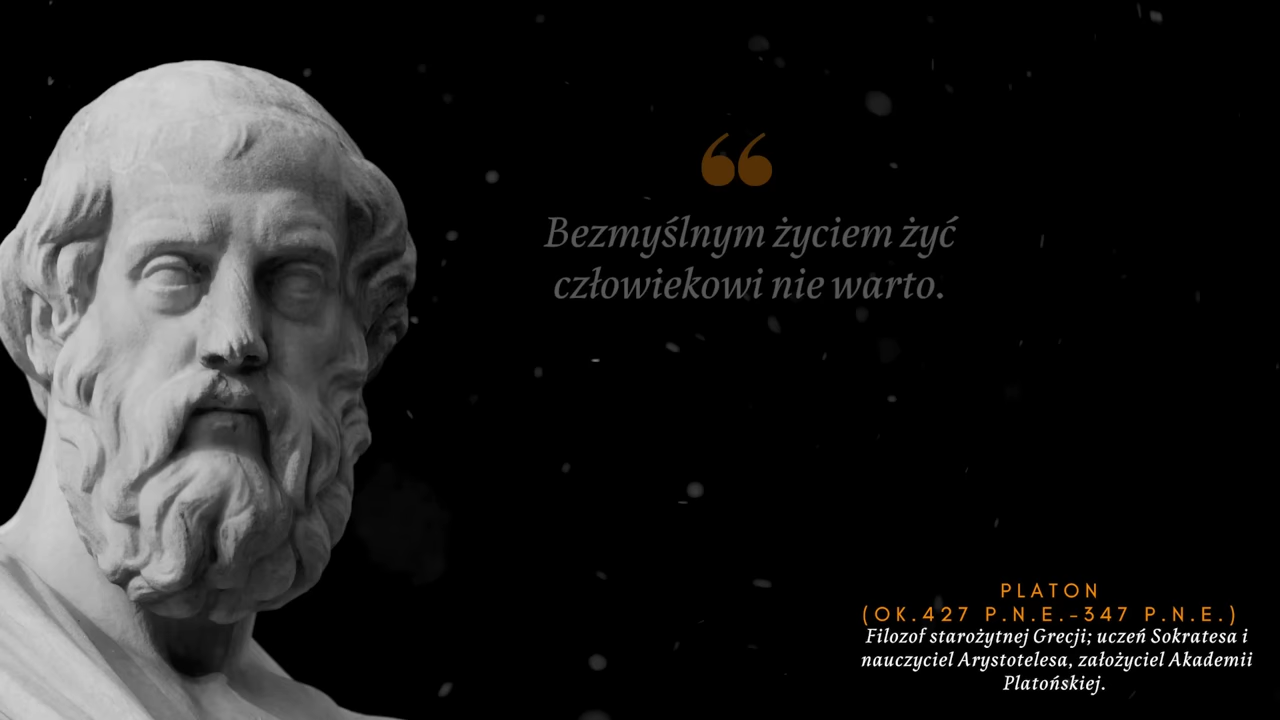 ❝
Bezmyślnym życiem żyć
człowiekowi nie warto.
PLATON
(OK.427 P.N.E.-347 P.N.E.)
Filozof starożytnej Grecji; uczeń Sokratesa i
nauczyciel Arystotelesa, założyciel Akademii
Platońskiej.